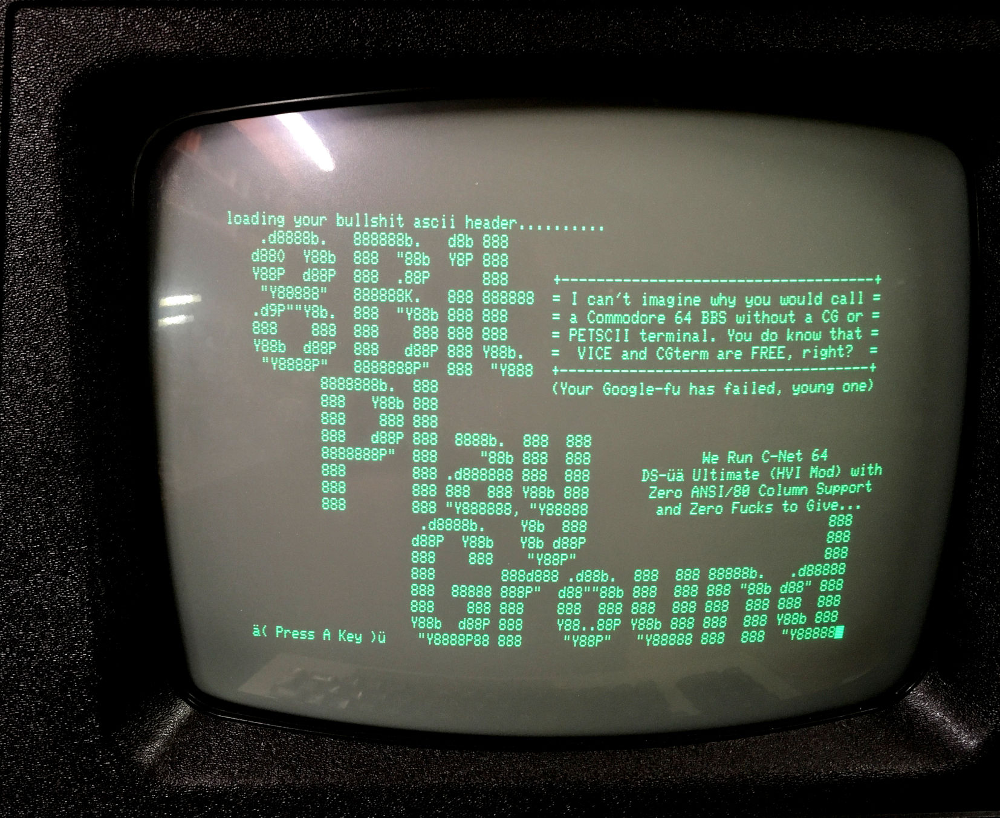 loading your bullshit ascii header..........
 .d8888b.   888888b.   d8b 888
d880  Y88b  888  "88b  Y8P 888
Y88P  d88P  888  .88P      888
 "Y88888"   888888K.   888 888888
.d9P""Y8b.  888  "Y88b 888 888
888    888  888    888 888 888
Y88b  d88P  888   d88P 888 Y88b.
 "Y8888P"   8888888P"  888  "Y888
+------------------------------------+
= I can't imagine why you would call =
= a Commodore 64 BBS without a CG or =
= PETSCII terminal. You do know that =
=  VICE and CGterm are FREE, right?  =
+------------------------------------+
(Your Google-fu has failed, young one)
8888888b.  888
888   Y88b 888
888    888 888
888   d88P 888  8888b.  888  888
8888888P"  888     "88b 888  888
888        888 .d888888 888  888
888        888 888  888 Y88b 888
888        888 "Y888888, "Y88888
We Run C-Net 64
DS-üä Ultimate (HVI Mod) with
Zero ANSI/80 Column Support
and Zero Fucks to Give...
 .d8888b.    Y8b  888                              888
d88P  Y88b   Y8b d88P                              888
888    888    "Y88P"                               888
888        888d888 .d88b.  888  888 88888b.   .d88888
888  88888 888P"  d88""88b 888  888 888 "88b d88" 888
888    888 888    888  888 888  888 888  888 888  888
Y88b  d88P 888    Y88..88P Y88b 888 888  888 Y88b 888
 "Y8888P88 888     "Y88P"   "Y88888 888  888  "Y88888
ä( Press A Key )ü